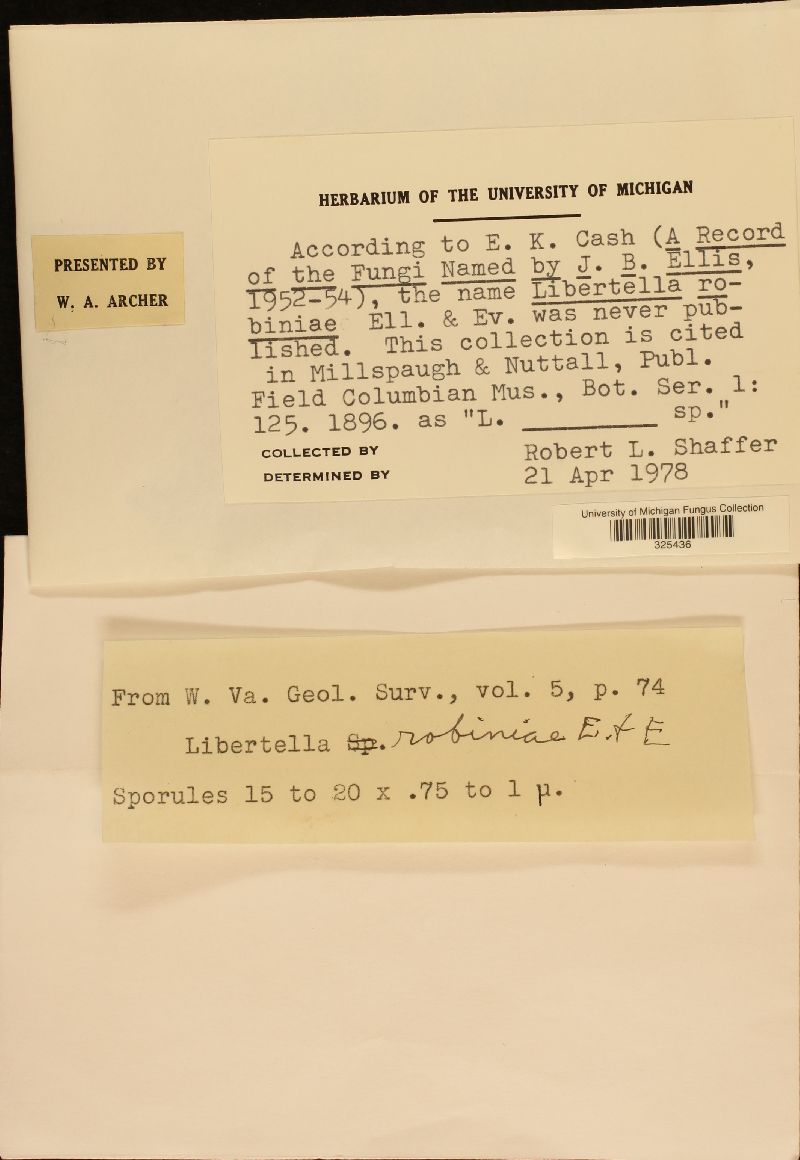 HERBARIUM OF THE UNIVERSITY OF MICHIGAN
According to E. K. Cash (A Record
of the Fungi Named by J. B. Ellis,
1952-54), the name Libertella ro-
biniae Ell. & Ev. was never pub-
lished. This collection is cited
in Millspaugh & Nuttall, Publ.
Field Columbian Mus., Bot. Ser. 1:
125. 1896. as "L. __________ sp."
COLLECTED BY Robert L. Shaffer
DETERMINED BY 21 Apr 1978
PRESENTED BY
W. A. ARCHER
University of Michigan Fungus Collection
325436
From W. Va. Geol. Surv., vol. 5, p. 74
Libertella Sp. robiniae E & E
Sporules 15 to 20 x .75 to 1 µ.